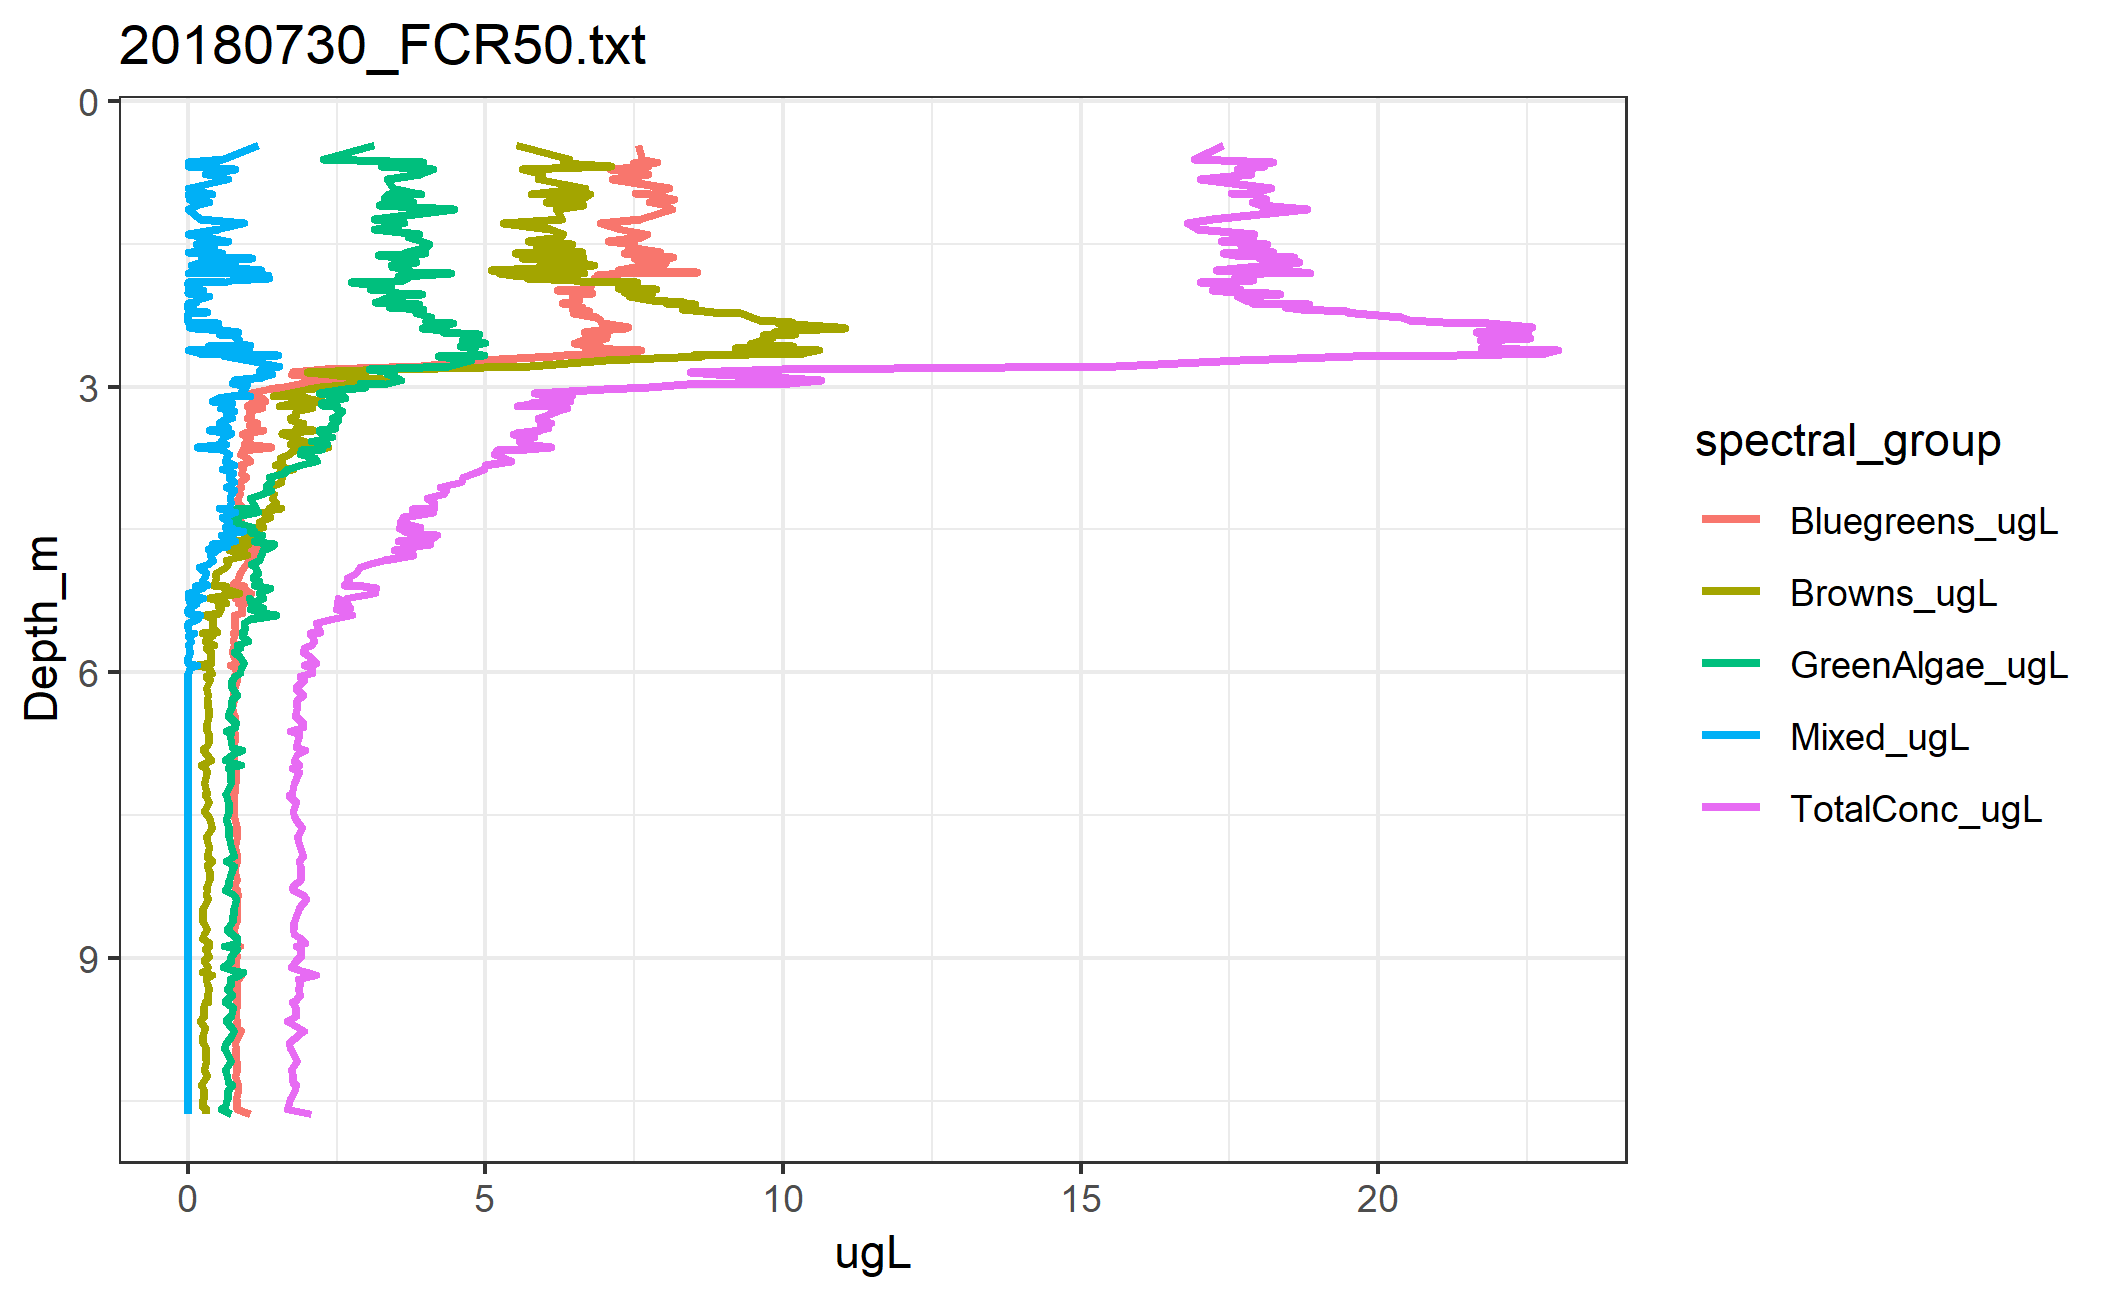 20180730_FCR50.txt
0
3
6
9
Depth_m
0 5 10 15 20
ugL
spectral_group
Bluegreens_ugL
Browns_ugL
GreenAlgae_ugL
Mixed_ugL
TotalConc_ugL